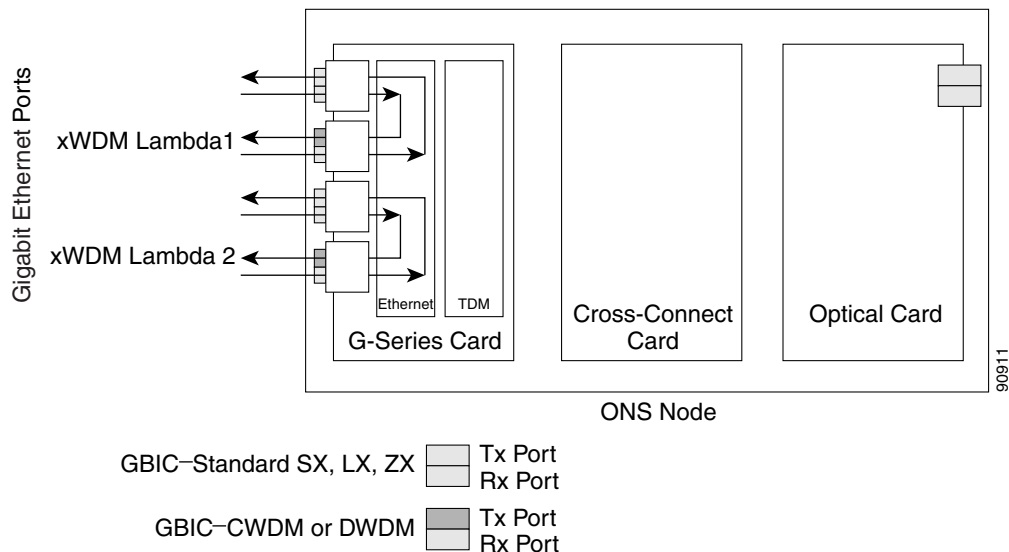 Gigabit Ethernet Ports
xWDM Lambda1
xWDM Lambda 2
Ethernet
TDM
G-Series Card
Cross-Connect
Card
Optical Card
ONS Node
90911
GBIC–Standard SX, LX, ZX
Tx Port
Rx Port
GBIC–CWDM or DWDM
Tx Port
Rx Port